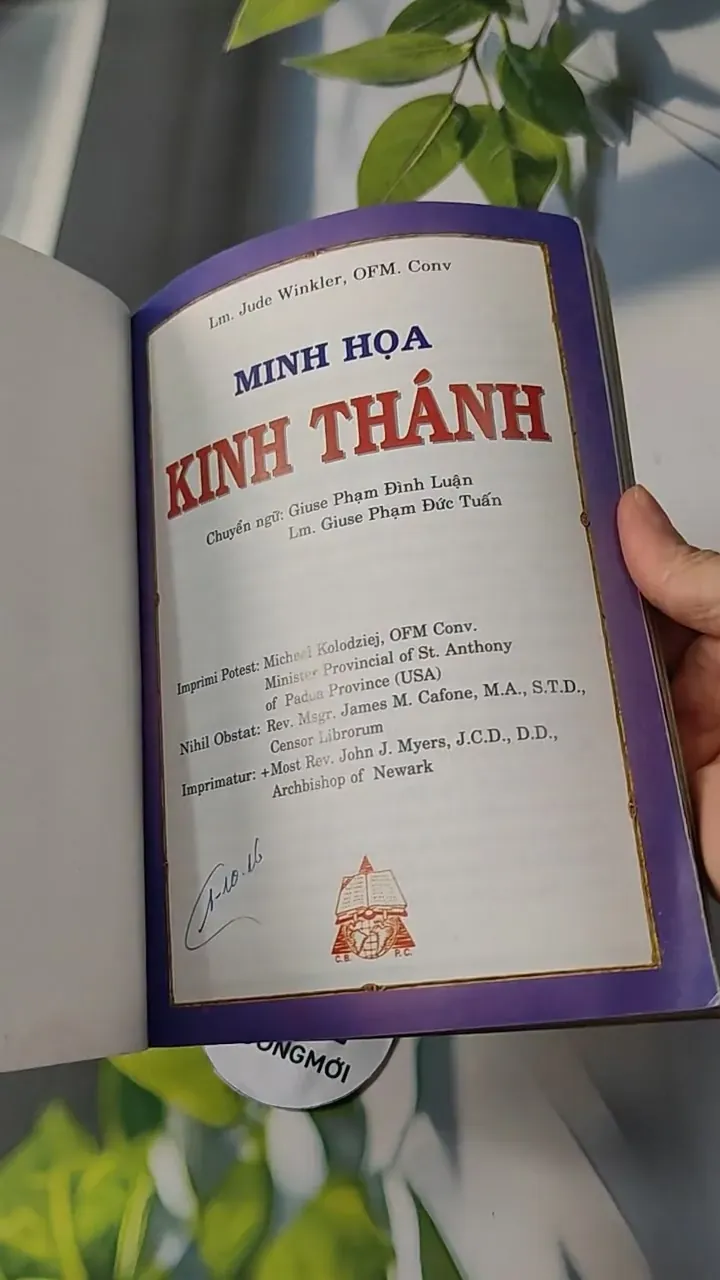 Lm. Jude Winkler, OFM. Conv
MINH HỌA
KINH THÁNH
Chuyển ngữ: Giuse Phạm Đình Luận
Lm. Giuse Phạm Đức Tuấn
Imprimi Potest: Michael Kolodziej, OFM Conv.
Minister Provincial of St. Anthony
of Padua Province (USA)
Nihil Obstat: Rev. Msgr. James M. Cafone, M.A., S.T.D.,
Censor Librorum
Imprimatur: +Most Rev. John J. Myers, J.C.D., D.D.,
Archbishop of Newark
C.B. P.C.
ONGMỚI